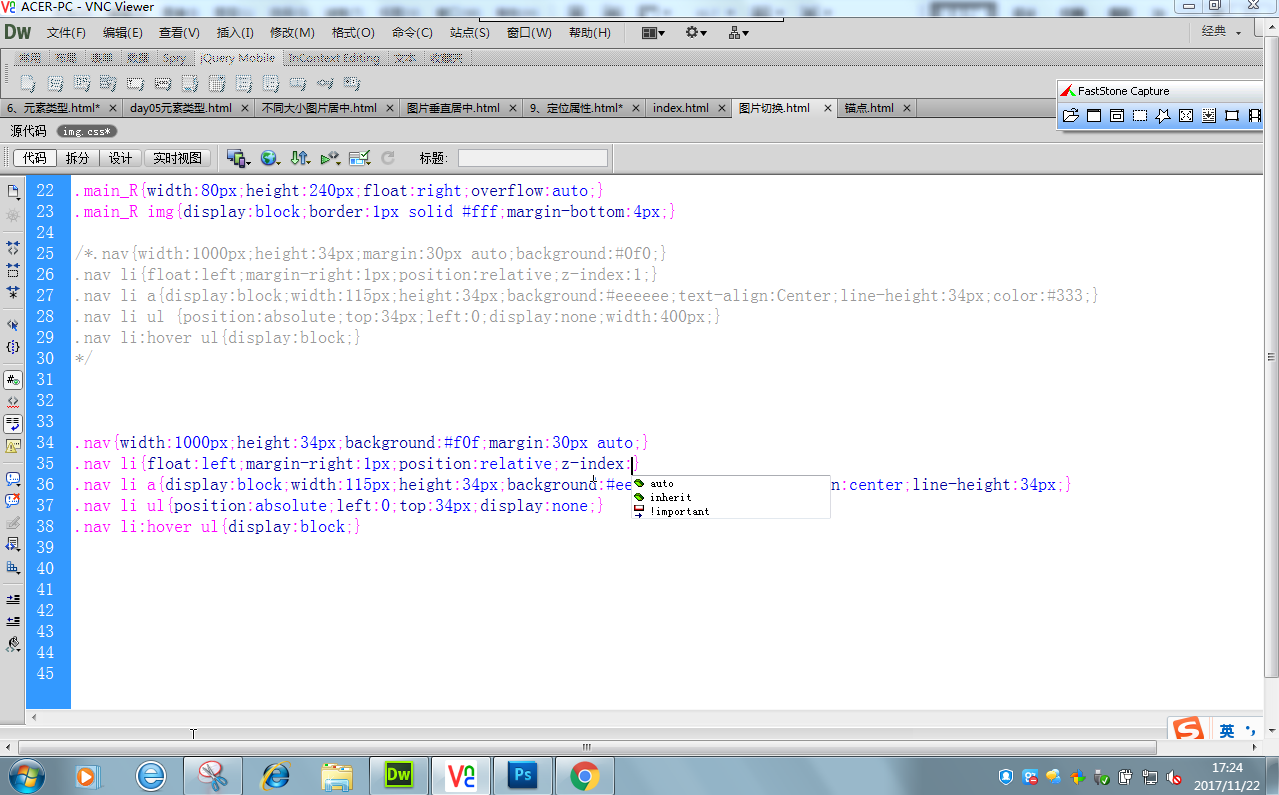 ACER-PC - VNC Viewer
Dw 文件(F) 编辑(E) 查看(V) 插入(I) 修改(M) 格式(O) 命令(C) 站点(S) 窗口(W) 帮助(H) 经典
Spry jQuery Mobile InContext Editing 文本 收藏夹
FastStone Capture
6、元素类型.html* day05元素类型.html 不同大小图片居中.html 图片垂直居中.html 9、定位属性.html* index.html 图片切换.html 锚点.html
源代码 img.css*
代码 拆分 设计 实时视图 标题:
22 .main_R{width:80px;height:240px;float:right;overflow:auto;}
23 .main_R img{display:block;border:1px solid #fff;margin-bottom:4px;}
24
25 /*.nav{width:1000px;height:34px;margin:30px auto;background:#0f0;}
26 .nav li{float:left;margin-right:1px;position:relative;z-index:1;}
27 .nav li a{display:block;width:115px;height:34px;background:#eeeeee;text-align:Center;line-height:34px;color:#333;}
28 .nav li ul {position:absolute;top:34px;left:0;display:none;width:400px;}
29 .nav li:hover ul{display:block;}
30 */
31
32
33
34 .nav{width:1000px;height:34px;background:#f0f;margin:30px auto;}
35 .nav li{float:left;margin-right:1px;position:relative;z-index:}
36 .nav li a{display:block;width:115px;height:34px;background:#ee n:center;line-height:34px;}
auto
inherit
!important
37 .nav li ul{position:absolute;left:0;top:34px;display:none;}
38 .nav li:hover ul{display:block;}
39
40
41
42
43
44
45
英
Dw Ps
17:24
2017/11/22